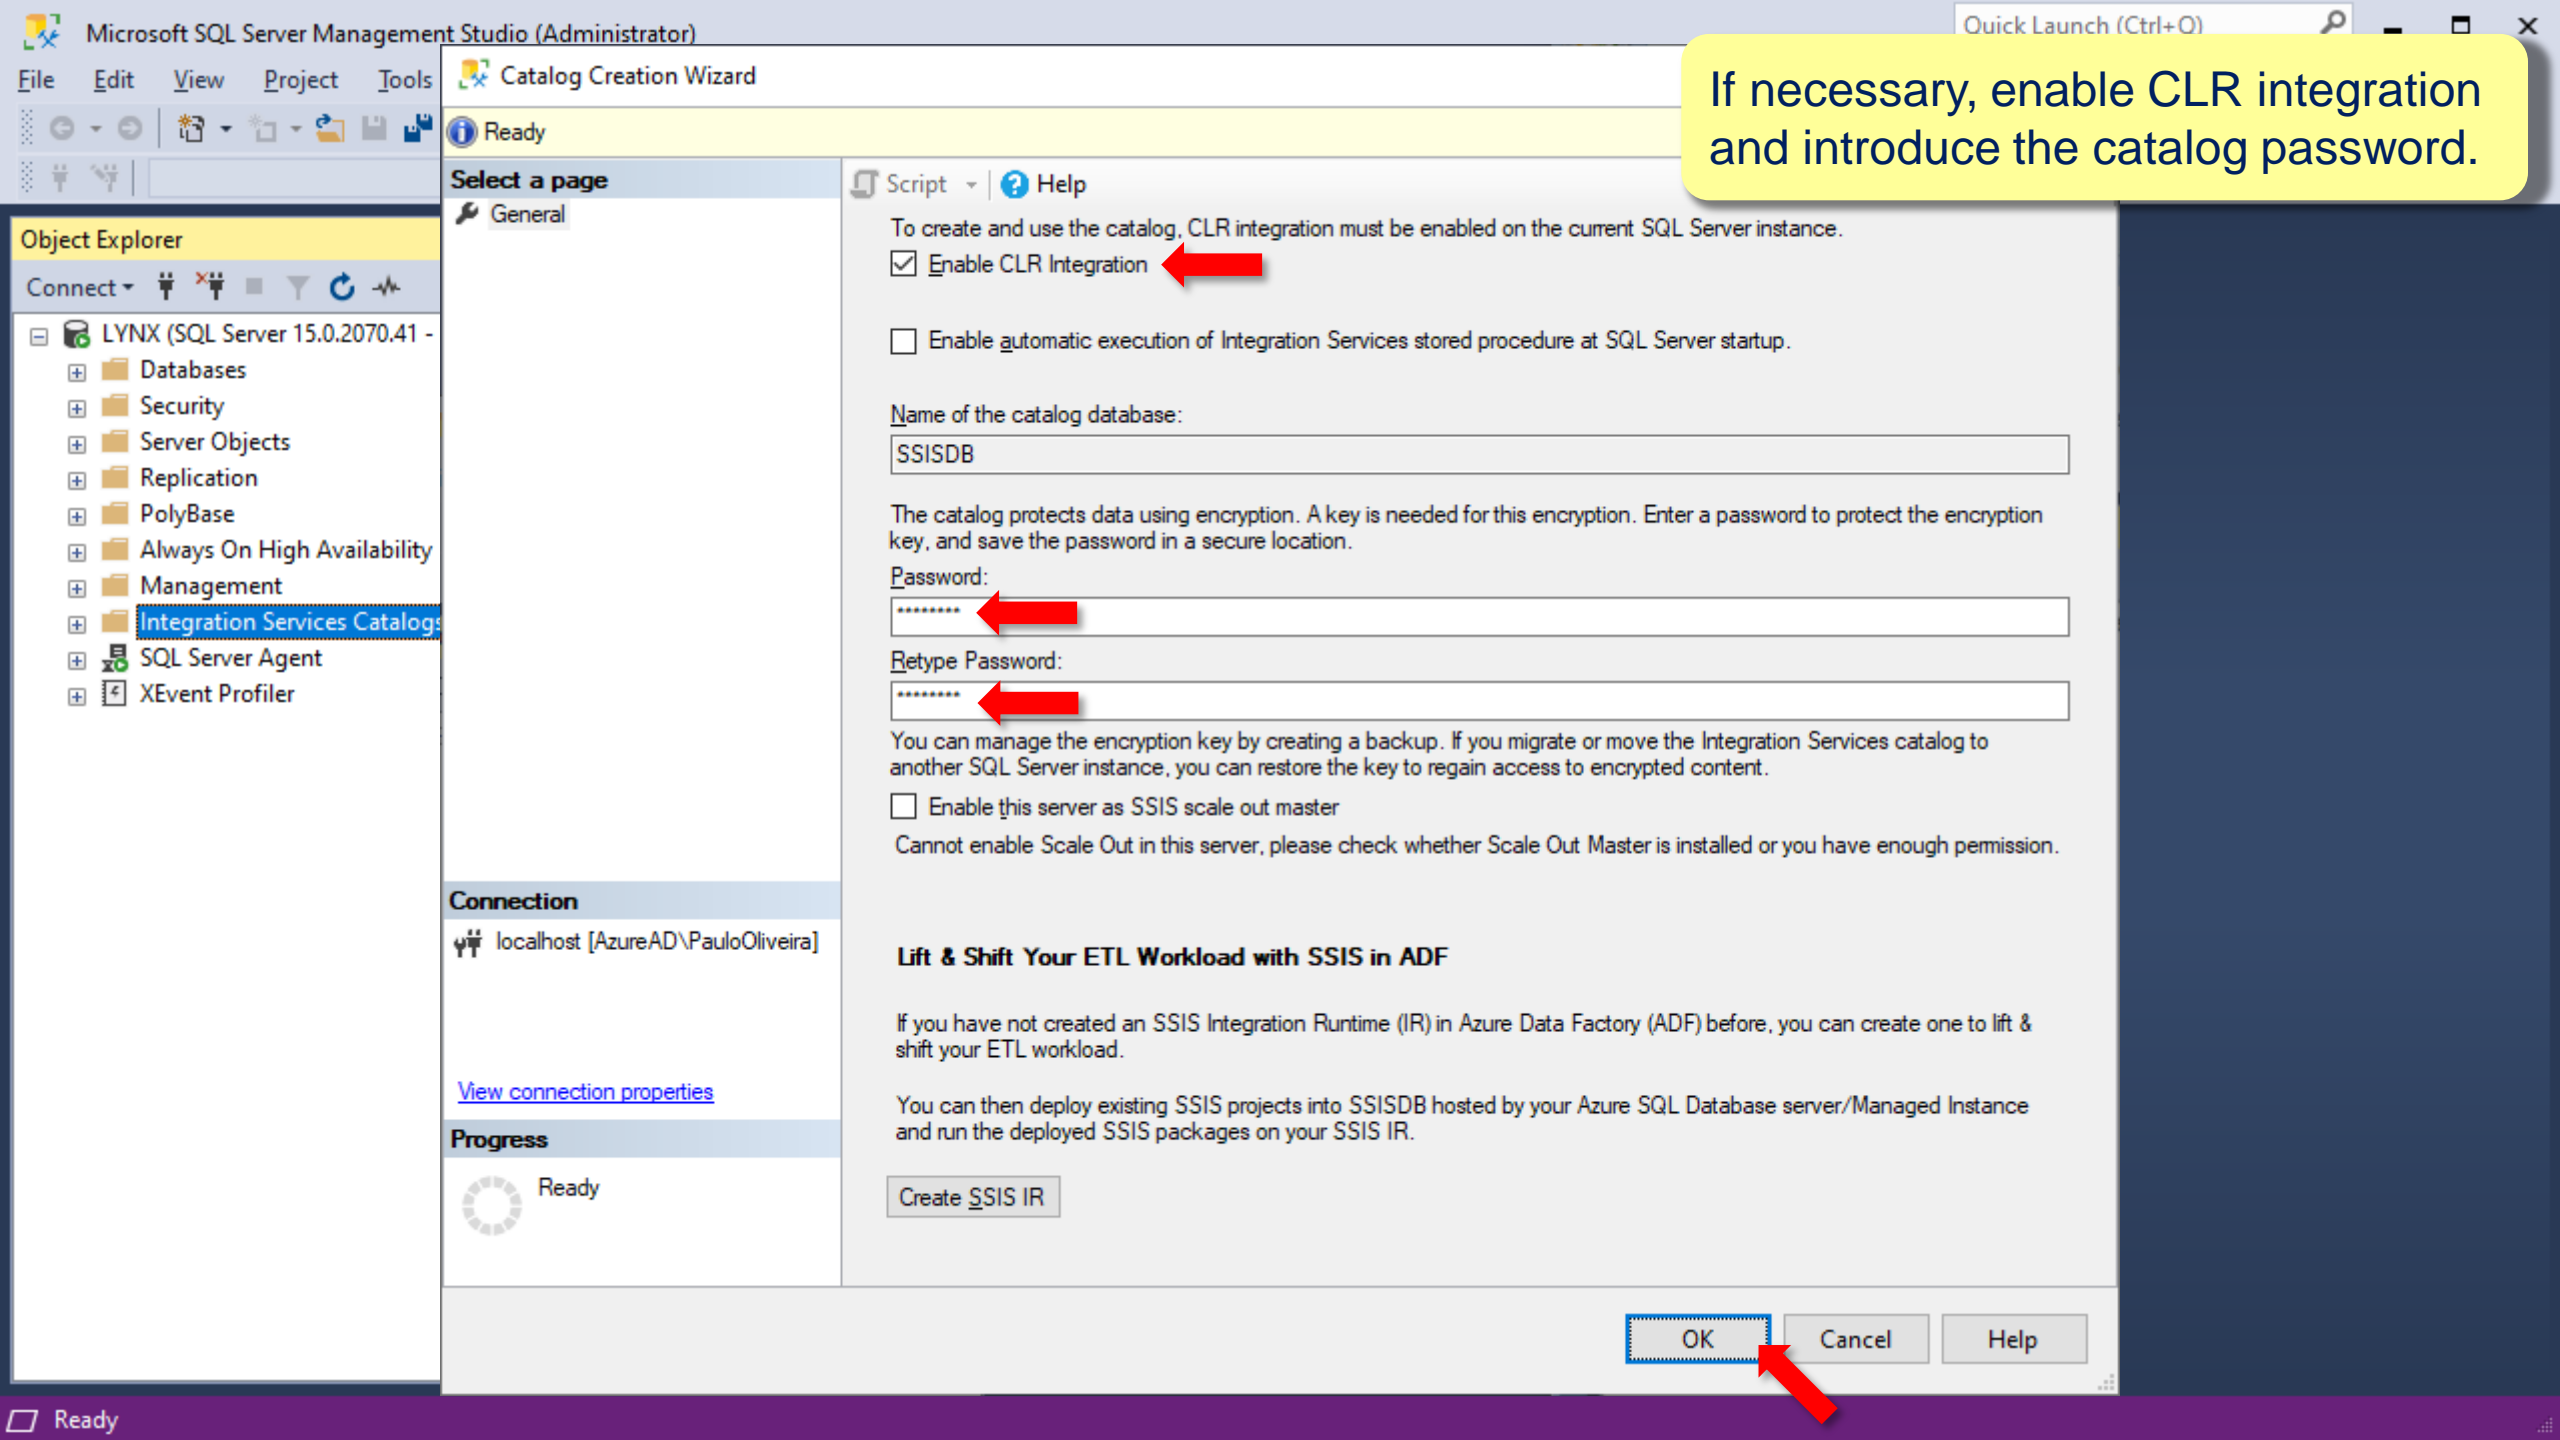 Microsoft SQL Server Management Studio (Administrator)
Quick Launch (Ctrl+Q)
File Edit View Project Tools
Catalog Creation Wizard
If necessary, enable CLR integration
and introduce the catalog password.
Ready
Select a page
General
Script Help
To create and use the catalog, CLR integration must be enabled on the current SQL Server instance.
Enable CLR Integration
Enable automatic execution of Integration Services stored procedure at SQL Server startup.
Name of the catalog database:
SSISDB
The catalog protects data using encryption. A key is needed for this encryption. Enter a password to protect the encryption
key, and save the password in a secure location.
Password:
********
Retype Password:
********
You can manage the encryption key by creating a backup. If you migrate or move the Integration Services catalog to
another SQL Server instance, you can restore the key to regain access to encrypted content.
Enable this server as SSIS scale out master
Cannot enable Scale Out in this server, please check whether Scale Out Master is installed or you have enough permission.
Lift & Shift Your ETL Workload with SSIS in ADF
If you have not created an SSIS Integration Runtime (IR) in Azure Data Factory (ADF) before, you can create one to lift &
shift your ETL workload.
You can then deploy existing SSIS projects into SSISDB hosted by your Azure SQL Database server/Managed Instance
and run the deployed SSIS packages on your SSIS IR.
Create SSIS IR
OK Cancel Help
Object Explorer
Connect
LYNX (SQL Server 15.0.2070.41 -
Databases
Security
Server Objects
Replication
PolyBase
Always On High Availability
Management
Integration Services Catalogs
SQL Server Agent
XEvent Profiler
Connection
localhost [AzureAD\PauloOliveira]
View connection properties
Progress
Ready
Ready